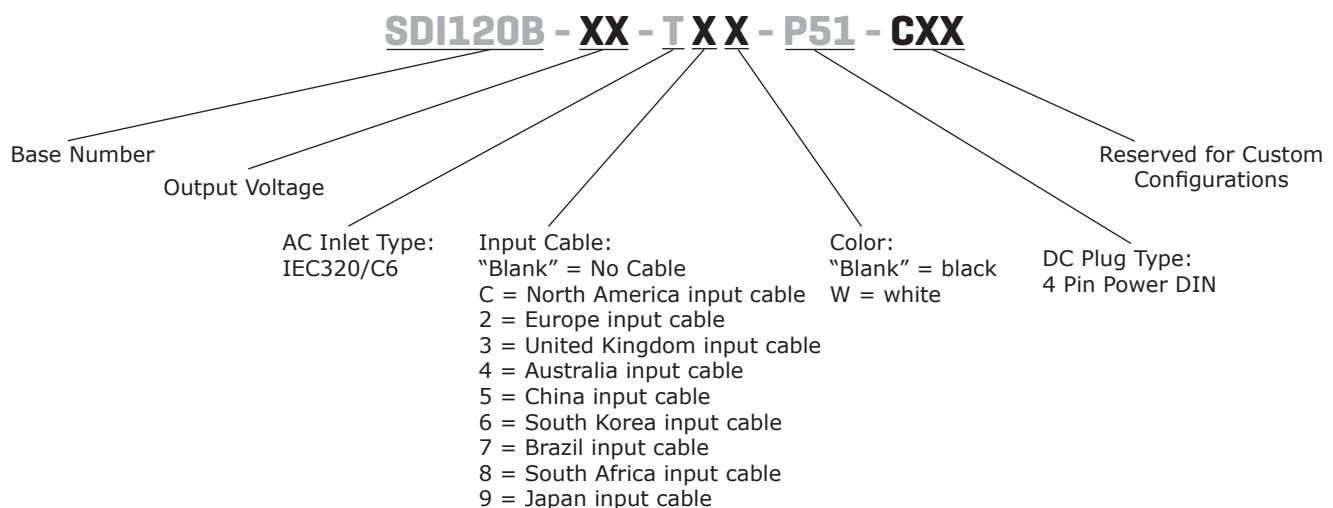 SDI120B - XX - T X X - P51 - CXX
Base Number
Output Voltage
AC Inlet Type:
IEC320/C6
Input Cable:
“Blank” = No Cable
C = North America input cable
2 = Europe input cable
3 = United Kingdom input cable
4 = Australia input cable
5 = China input cable
6 = South Korea input cable
7 = Brazil input cable
8 = South Africa input cable
9 = Japan input cable
Color:
“Blank” = black
W = white
DC Plug Type:
4 Pin Power DIN
Reserved for Custom
Configurations